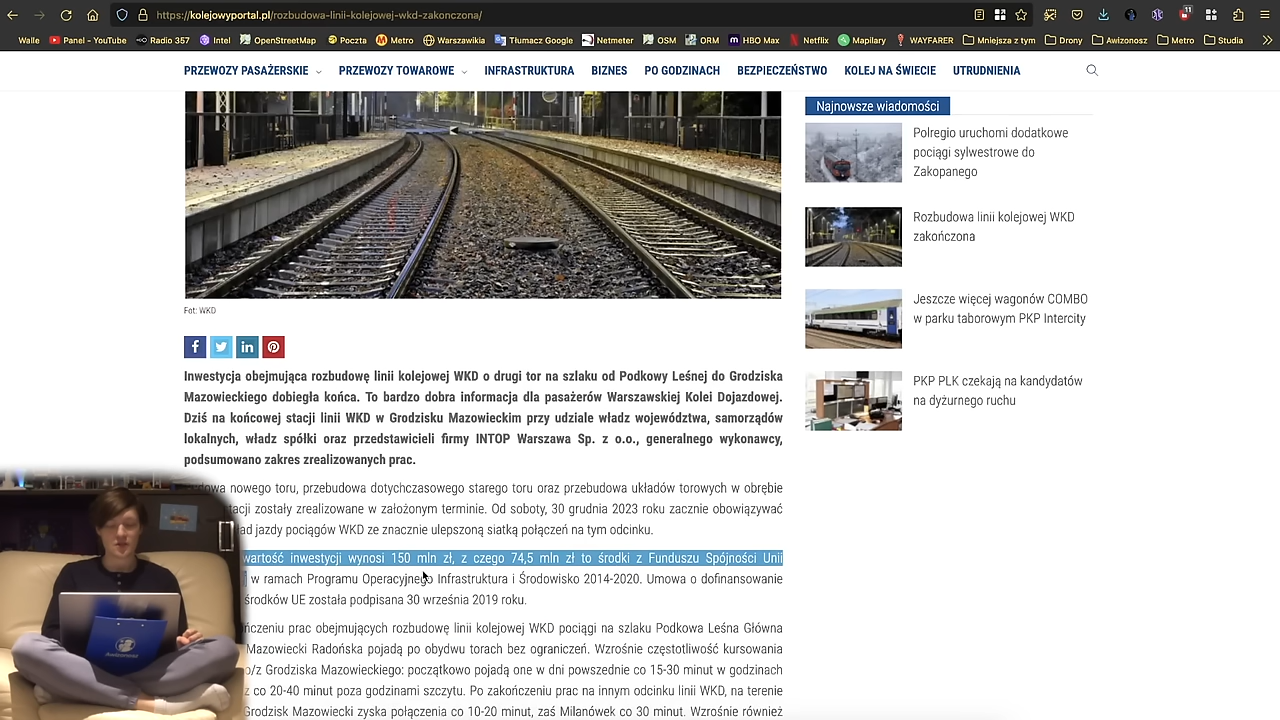 https://kolejowyportal.pl/rozbudowa-linii-kolejowej-wkd-zakonczona/
11
Walle Panel - YouTube Radio 357 Intel OpenStreetMap Poczta Metro Warszawikia Tłumacz Google Netmeter OSM ORM HBO Max Netflix Mapilary WAYFARER Mniejsza z tym Drony Awizonosz Metro Studia
PRZEWOZY PASAŻERSKIE PRZEWOZY TOWAROWE INFRASTRUKTURA BIZNES PO GODZINACH BEZPIECZEŃSTWO KOLEJ NA ŚWIECIE UTRUDNIENIA
Fot: WKD
Inwestycja obejmująca rozbudowę linii kolejowej WKD o drugi tor na szlaku od Podkowy Leśnej do Grodziska
Mazowieckiego dobiegła końca. To bardzo dobra informacja dla pasażerów Warszawskiej Kolei Dojazdowej.
Dziś na końcowej stacji linii WKD w Grodzisku Mazowieckim przy udziale władz województwa, samorządów
lokalnych, władz spółki oraz przedstawicieli firmy INTOP Warszawa Sp. z o.o., generalnego wykonawcy,
podsumowano zakres zrealizowanych prac.
nowego toru, przebudowa dotychczasowego starego toru oraz przebudowa układów torowych w obrębie
zostały zrealizowane w założonym terminie. Od soboty, 30 grudnia 2023 roku zacznie obowiązywać
jazdy pociągów WKD ze znacznie ulepszoną siatką połączeń na tym odcinku.
wartość inwestycji wynosi 150 mln zł, z czego 74,5 mln zł to środki z Funduszu Spójności Unii
w ramach Programu Operacyjnego Infrastruktura i Środowisko 2014-2020. Umowa o dofinansowanie
środków UE została podpisana 30 września 2019 roku.
prac obejmujących rozbudowę linii kolejowej WKD pociągi na szlaku Podkowa Leśna Główna
Mazowiecki Radońska pojadą po obydwu torach bez ograniczeń. Wzrośnie częstotliwość kursowania
Grodziska Mazowieckiego: początkowo pojadą one w dni powszednie co 15-30 minut w godzinach
co 20-40 minut poza godzinami szczytu. Po zakończeniu prac na innym odcinku linii WKD, na terenie
Grodzisk Mazowiecki zyska połączenia co 10-20 minut, zaś Milanówek co 30 minut. Wzrośnie również
Najnowsze wiadomości
Polregio uruchomi dodatkowe
pociągi sylwestrowe do
Zakopanego
Rozbudowa linii kolejowej WKD
zakończona
Jeszcze więcej wagonów COMBO
w parku taborowym PKP Intercity
PKP PLK czekają na kandydatów
na dyżurnego ruchu
Awizonosz